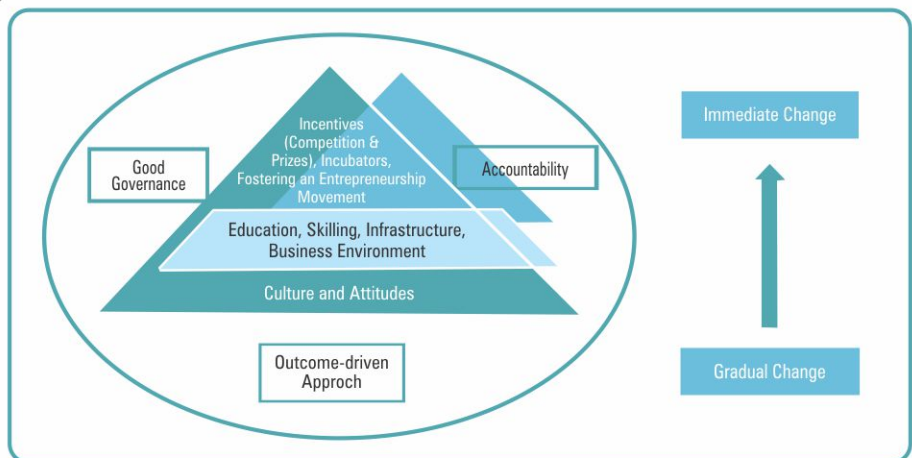 Incentives
(Competition &
Prizes), Incubators,
Fostering an Entrepreneurship
Movement
Good
Governance
Accountability
Education, Skilling, Infrastructure,
Business Environment
Culture and Attitudes
Outcome-driven
Approch
Immediate Change
Gradual Change